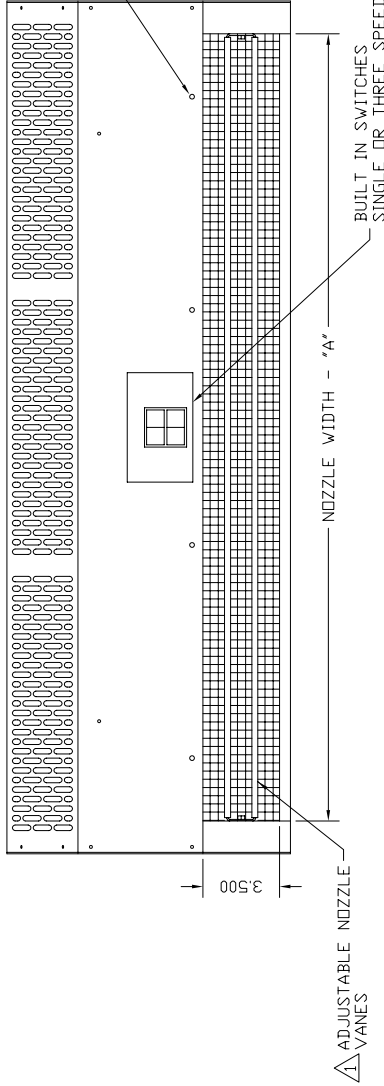 BUILT IN SWITCHES
SINGLE OR THREE SPEED
NOZZLE WIDTH - "A"
3.500
1 ADJUSTABLE NOZZLE
VANES